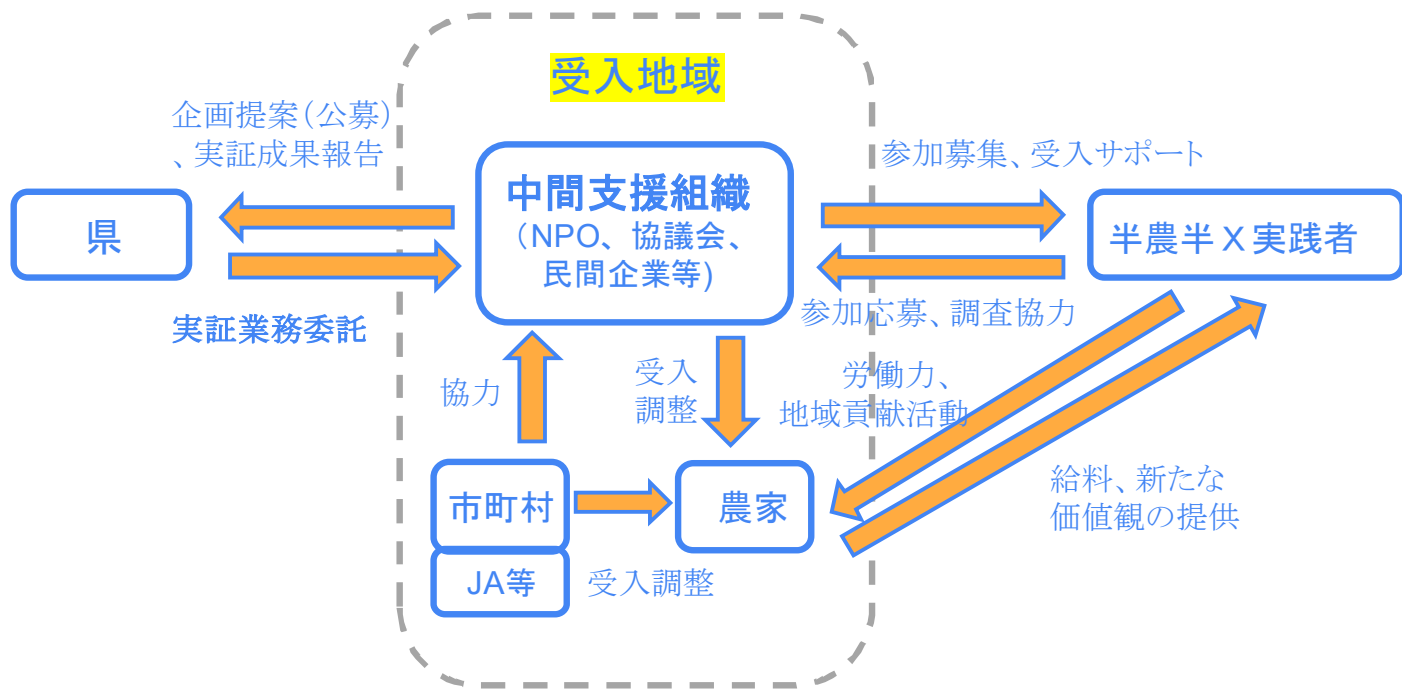 受入地域
企画提案（公募）
、実証成果報告
参加募集、受入サポート
県
中間支援組織
（NPO、協議会、
民間企業等)
半農半Ｘ実践者
実証業務委託
参加応募、調査協力
協力
受入
調整
労働力、
地域貢献活動
市町村
農家
給料、新たな
価値観の提供
JA等
受入調整